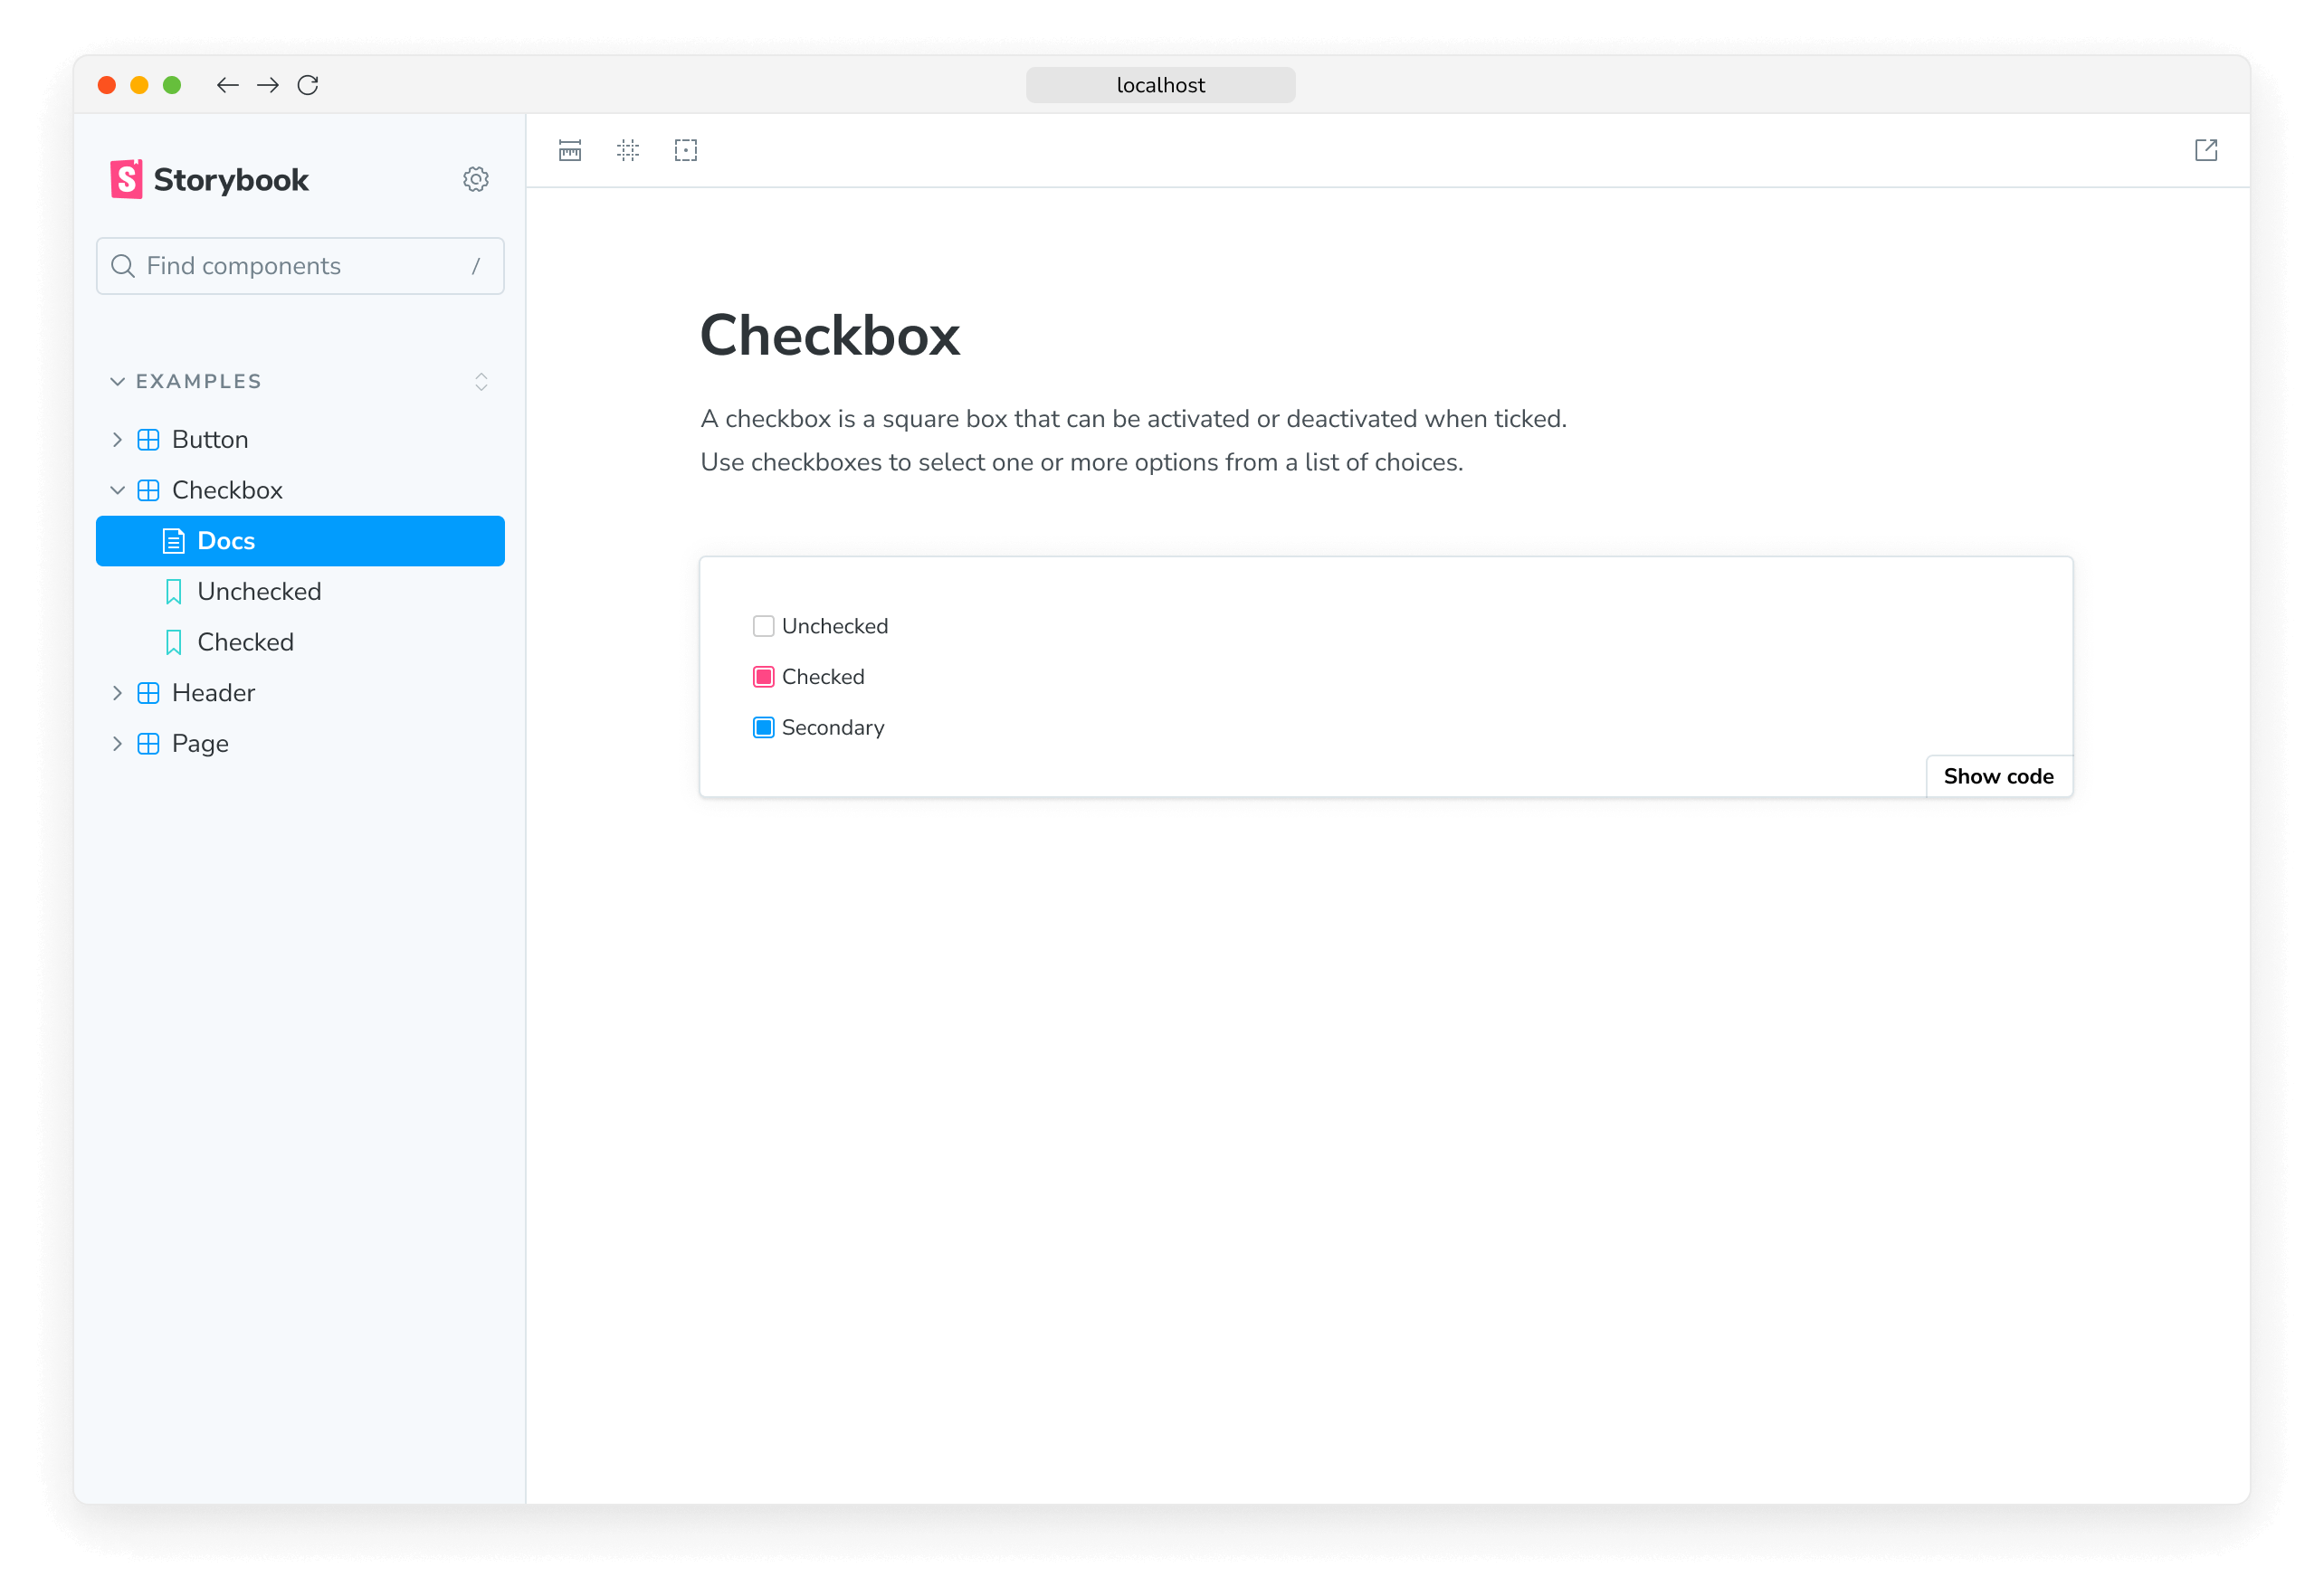 localhost
Storybook
Find components /
EXAMPLES
Button
Checkbox
Docs
Unchecked
Checked
Header
Page
Checkbox
A checkbox is a square box that can be activated or deactivated when ticked.
Use checkboxes to select one or more options from a list of choices.
Unchecked
Checked
Secondary
Show code